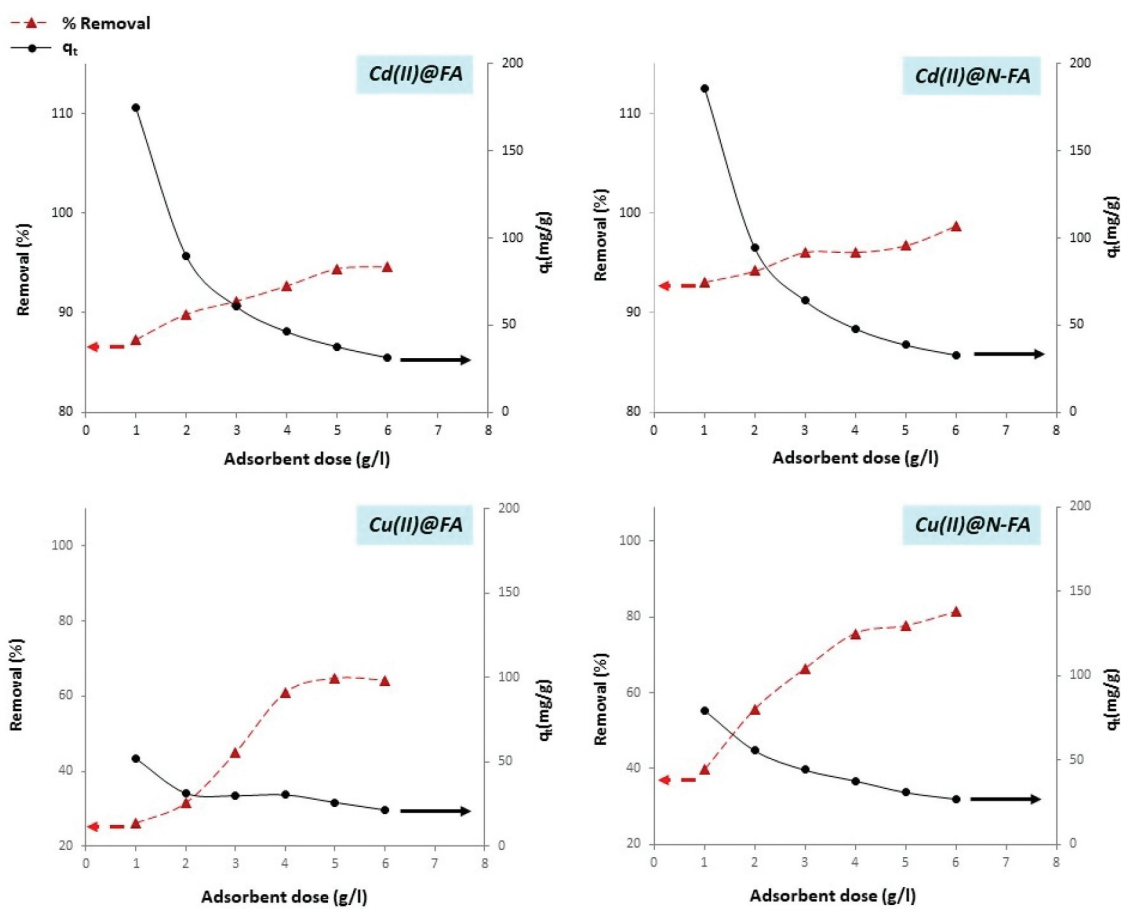 % Removal
qt
Cd(II)@FA
Removal (%)
110
100
90
80
200
150
100
50
0
qt(mg/g)
0 1 2 3 4 5 6 7 8
Adsorbent dose (g/l)
Cd(II)@N-FA
Removal (%)
110
100
90
80
200
150
100
50
0
qt(mg/g)
0 1 2 3 4 5 6 7 8
Adsorbent dose (g/l)
Cu(II)@FA
Removal (%)
100
80
60
40
20
200
150
100
50
0
qt(mg/g)
0 1 2 3 4 5 6 7 8
Adsorbent dose (g/l)
Cu(II)@N-FA
Removal (%)
100
80
60
40
20
200
150
100
50
0
qt(mg/g)
0 1 2 3 4 5 6 7 8
Adsorbent dose (g/l)